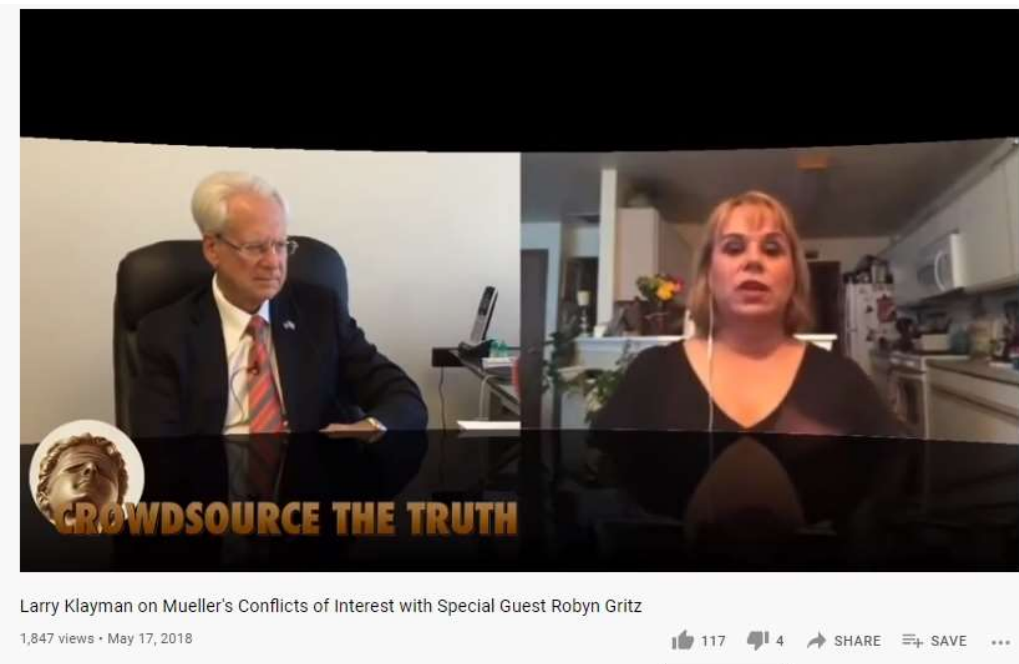 CROWDSOURCE THE TRUTH
Larry Klayman on Mueller's Conflicts of Interest with Special Guest Robyn Gritz
1,847 views • May 17, 2018 117 4 SHARE SAVE